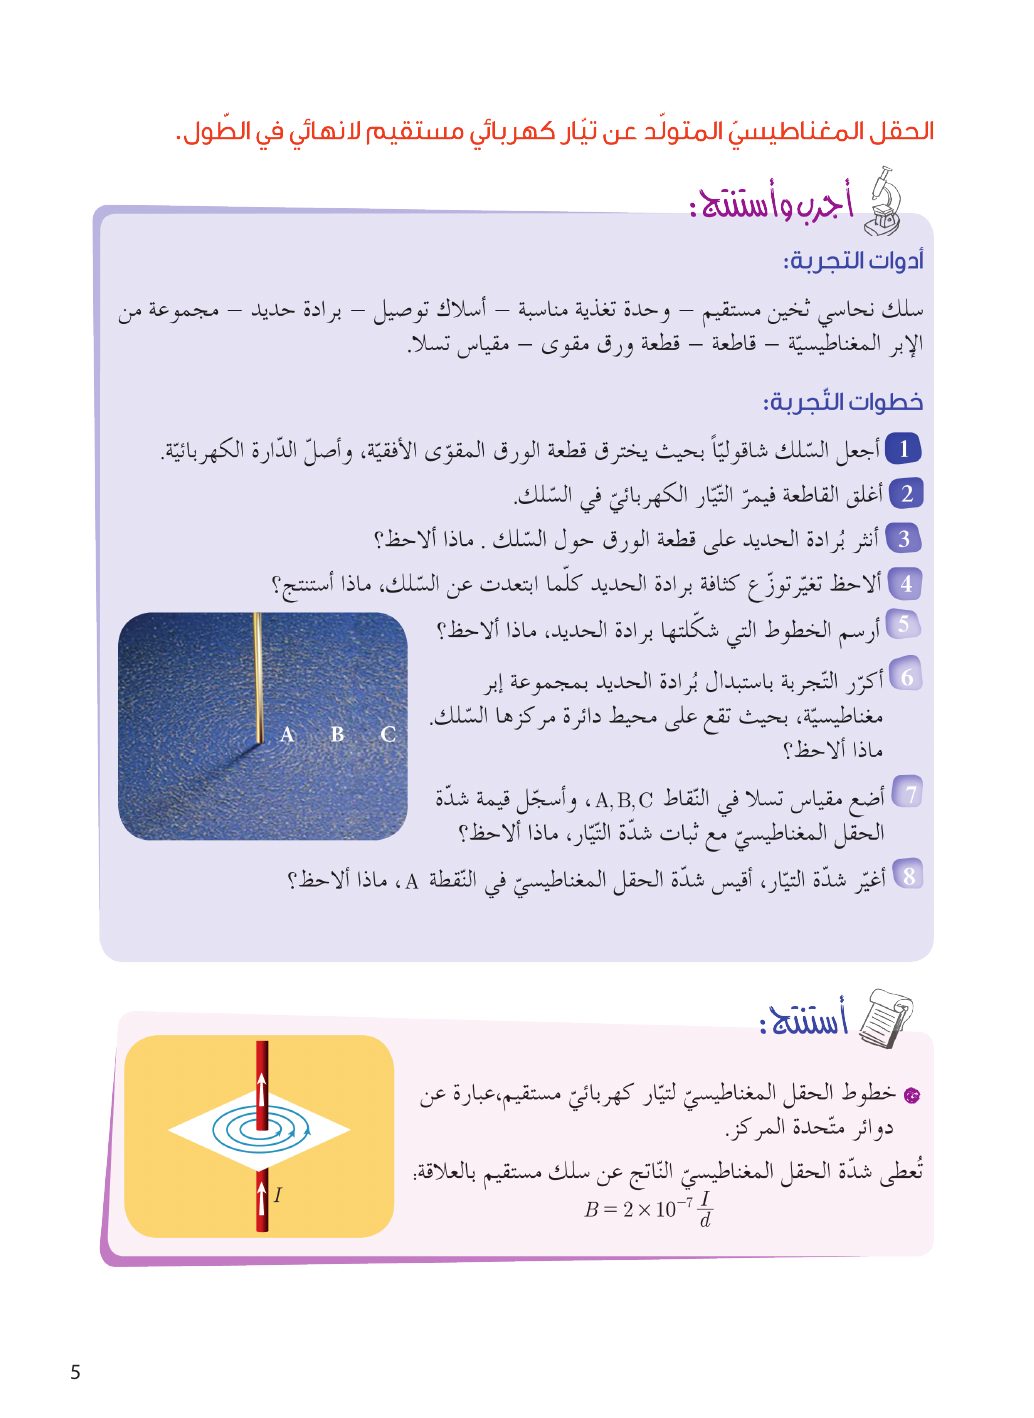 الحقل المغناطيسيّ المتولّد عن تيّار كهربائي مستقيم لانهائي في الطّول.
أجرب وأستنتج:
أدوات التجربة:
سلك نحاسي ثخين مستقيم – وحدة تغذية مناسبة – أسلاك توصيل – برادة حديد – مجموعة من
الإبر المغناطيسيّة – قاطعة – قطعة ورق مقوى – مقياس تسلا.
خطوات التّجربة:
1 أجعل السّلك شاقوليّاً بحيث يخترق قطعة الورق المقوّى الأفقيّة، وأصلّ الدّارة الكهربائيّة.
2 أغلق القاطعة فيمرّ التّيّار الكهربائيّ في السّلك.
3 أنثر بُرادة الحديد على قطعة الورق حول السّلك . ماذا ألاحظ؟
4 ألاحظ تغيّرتوزّع كثافة برادة الحديد كلّما ابتعدت عن السّلك، ماذا أستنتج؟
5 أرسم الخطوط التي شكّلتها برادة الحديد، ماذا ألاحظ؟
6 أكرّر التّجربة باستبدال بُرادة الحديد بمجموعة إبر
مغناطيسيّة، بحيث تقع على محيط دائرة مركزها السّلك.
ماذا ألاحظ؟
A B C
7 أضع مقياس تسلا في النّقاط A, B, C ، وأسجّل قيمة شدّة
الحقل المغناطيسيّ مع ثبات شدّة التّيّار، ماذا ألاحظ؟
8 أغيّر شدّة التيّار، أقيس شدّة الحقل المغناطيسيّ في النّقطة A ، ماذا ألاحظ؟
أستنتج:
خطوط الحقل المغناطيسيّ لتيّار كهربائيّ مستقيم،عبارة عن
دوائر متّحدة المركز.
تُعطى شدّة الحقل المغناطيسيّ النّاتج عن سلك مستقيم بالعلاقة:
B = 2 × 10⁻⁷ I/d
I
5